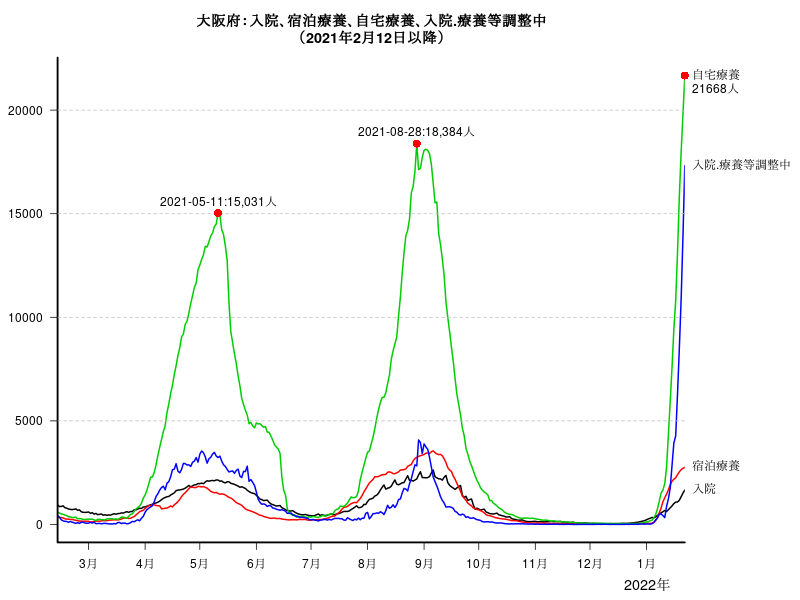 大阪府：入院、宿泊療養、自宅療養、入院.療養等調整中
（2021年2月12日以降）
自宅療養
21668人
20000
2021-08-28:18,384人
入院.療養等調整中
2021-05-11:15,031人
15000
10000
5000
宿泊療養
入院
0
3月 4月 5月 6月 7月 8月 9月 10月 11月 12月 1月
2022年